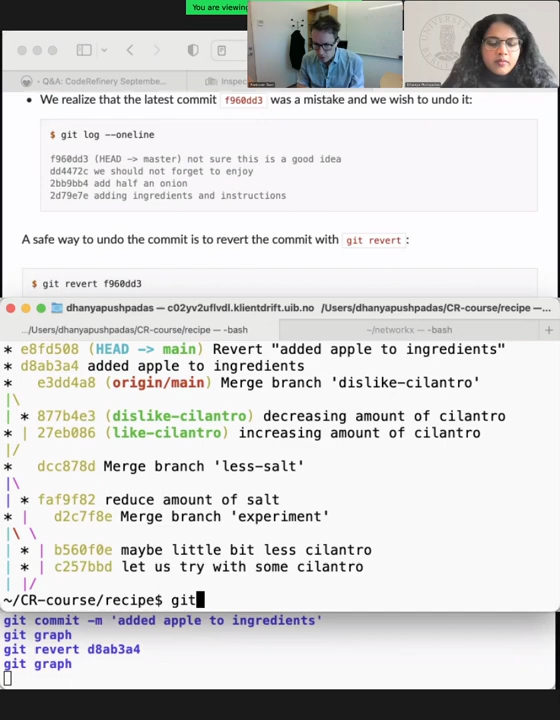 You are viewing
Q&A: CodeRefinery Septembe...
Inspec
We realize that the latest commit f960dd3 was a mistake and we wish to undo it:
$ git log --oneline
f960dd3 (HEAD -> master) not sure this is a good idea
dd4472c we should not forget to enjoy
2bb9bb4 add half an onion
2d79e7e adding ingredients and instructions
A safe way to undo the commit is to revert the commit with git revert :
$ git revert f960dd3
dhanyapushpadas — c02yv2uflvdl.klientdrift.uib.no /Users/dhanyapushpadas/CR-course/recipe —...
.../Users/dhanyapushpadas/CR-course/recipe — -bash
~/networkx — -bash
+
* e8fd508 (HEAD -> main) Revert "added apple to ingredients"
* d8ab3a4 added apple to ingredients
* e3dd4a8 (origin/main) Merge branch 'dislike-cilantro'
|\
| * 877b4e3 (dislike-cilantro) decreasing amount of cilantro
* | 27eb086 (like-cilantro) increasing amount of cilantro
|/
* dcc878d Merge branch 'less-salt'
|\
| * faf9f82 reduce amount of salt
* | d2c7f8e Merge branch 'experiment'
|\ \
| * | b560f0e maybe little bit less cilantro
| * | c257bbd let us try with some cilantro
| |/
~/CR-course/recipe$ git
git commit -m 'added apple to ingredients'
git graph
git revert d8ab3a4
git graph